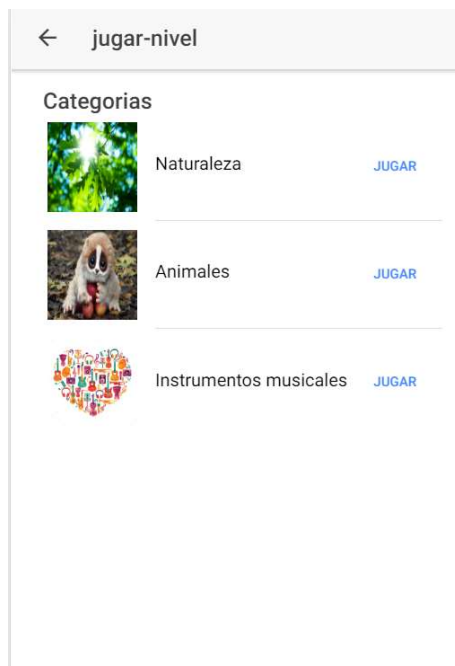 jugar-nivel
Categorias
Naturaleza JUGAR
Animales JUGAR
Instrumentos musicales JUGAR